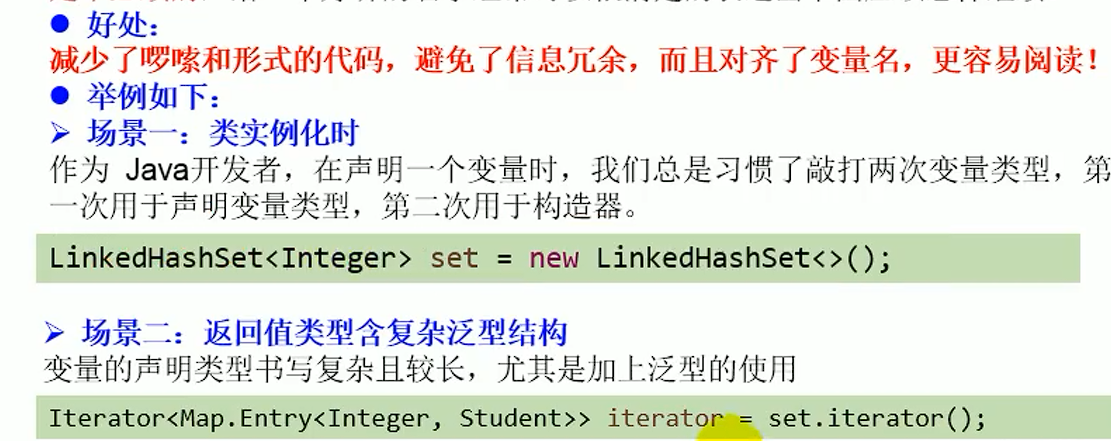 ● 好处：
减少了啰嗦和形式的代码，避免了信息冗余，而且对齐了变量名，更容易阅读！
● 举例如下：
➢ 场景一：类实例化时
作为 Java开发者，在声明一个变量时，我们总是习惯了敲打两次变量类型，第
一次用于声明变量类型，第二次用于构造器。
LinkedHashSet<Integer> set = new LinkedHashSet<>();
➢ 场景二：返回值类型含复杂泛型结构
变量的声明类型书写复杂且较长，尤其是加上泛型的使用
Iterator<Map.Entry<Integer, Student>> iterator = set.iterator();